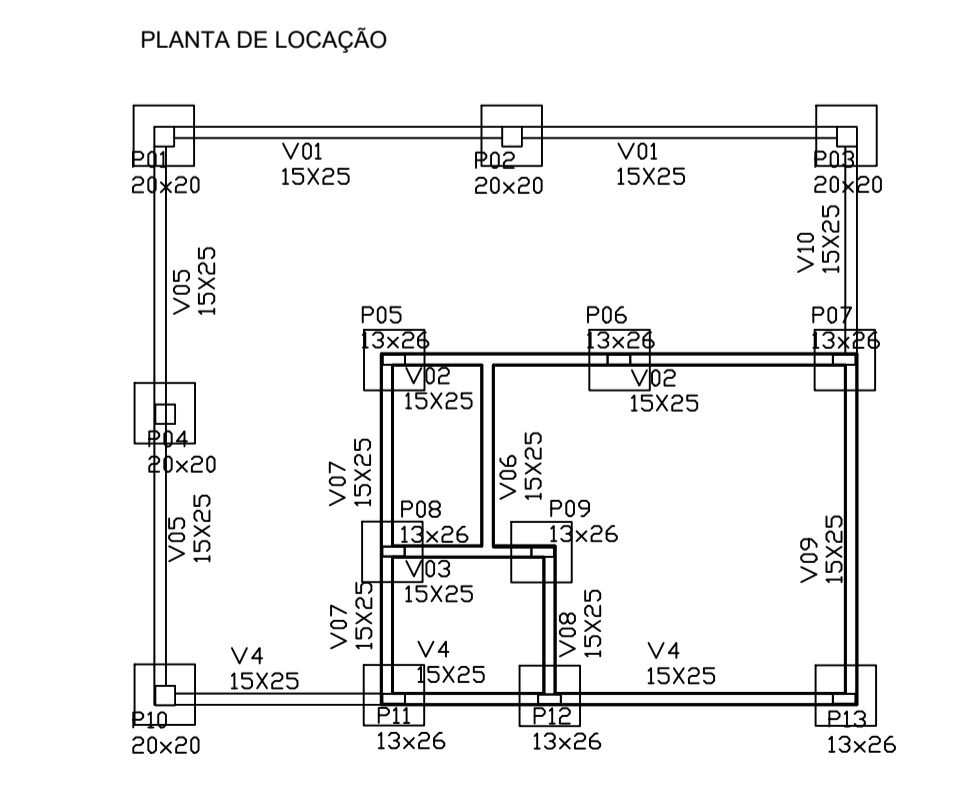 PLANTA DE LOCAÇÃO
P01
20x20
V01
15X25
P02
20x20
V01
15X25
P03
20x20
V10
15X25
V05
15X25
P05
13x26
P06
13x26
P07
13x26
V02
15X25
V02
15X25
P04
20x20
V07
15X25
V06
15X25
V05
15X25
P08
13x26
P09
13x26
V09
15X25
V03
15X25
V07
15X25
V08
15X25
V4
15X25
V4
15X25
V4
15X25
P10
20x20
P11
13x26
P12
13x26
P13
13x26